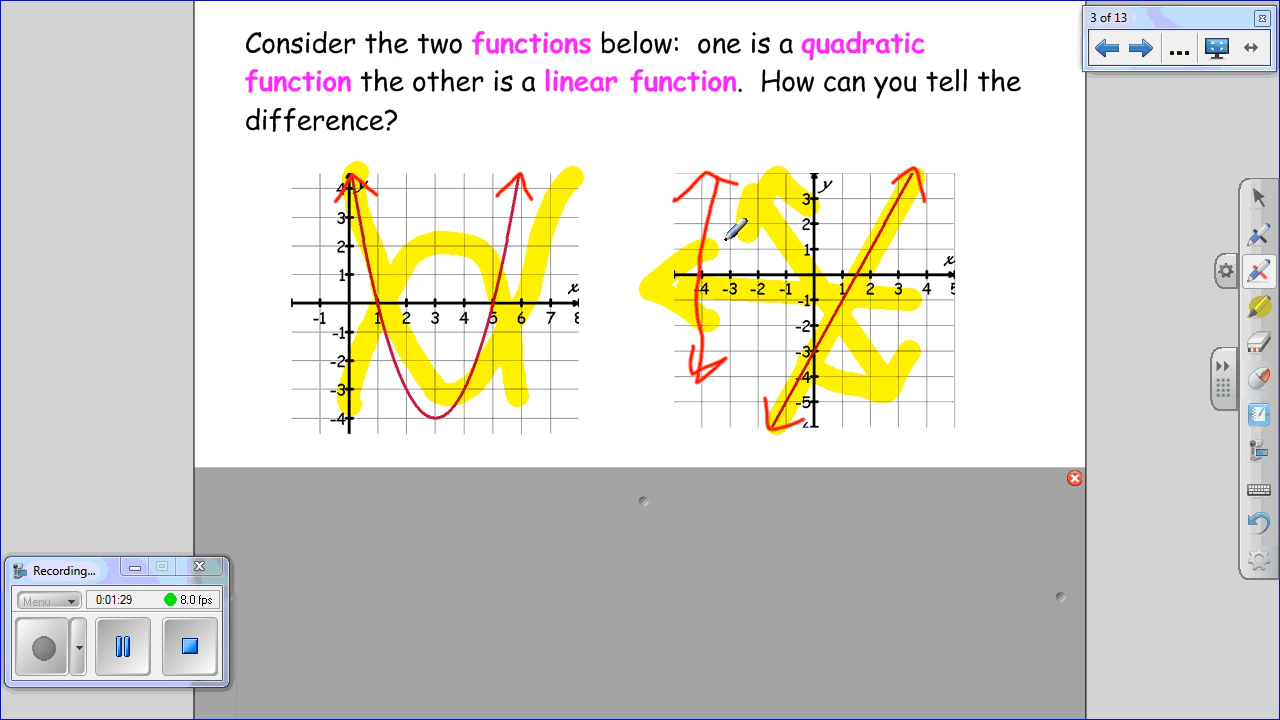 Consider the two functions below: one is a quadratic
function the other is a linear function. How can you tell the
difference?
3 of 13
y
4
3
2
1
-1
-2
-3
-4
-1 1 2 3 4 5 6 7 8
x
y
3
2
1
-1
-2
-3
-4
-5
-4 -3 -2 -1 1 2 3 4 5
x
Recording...
Menu
0:01:29
8.0 fps